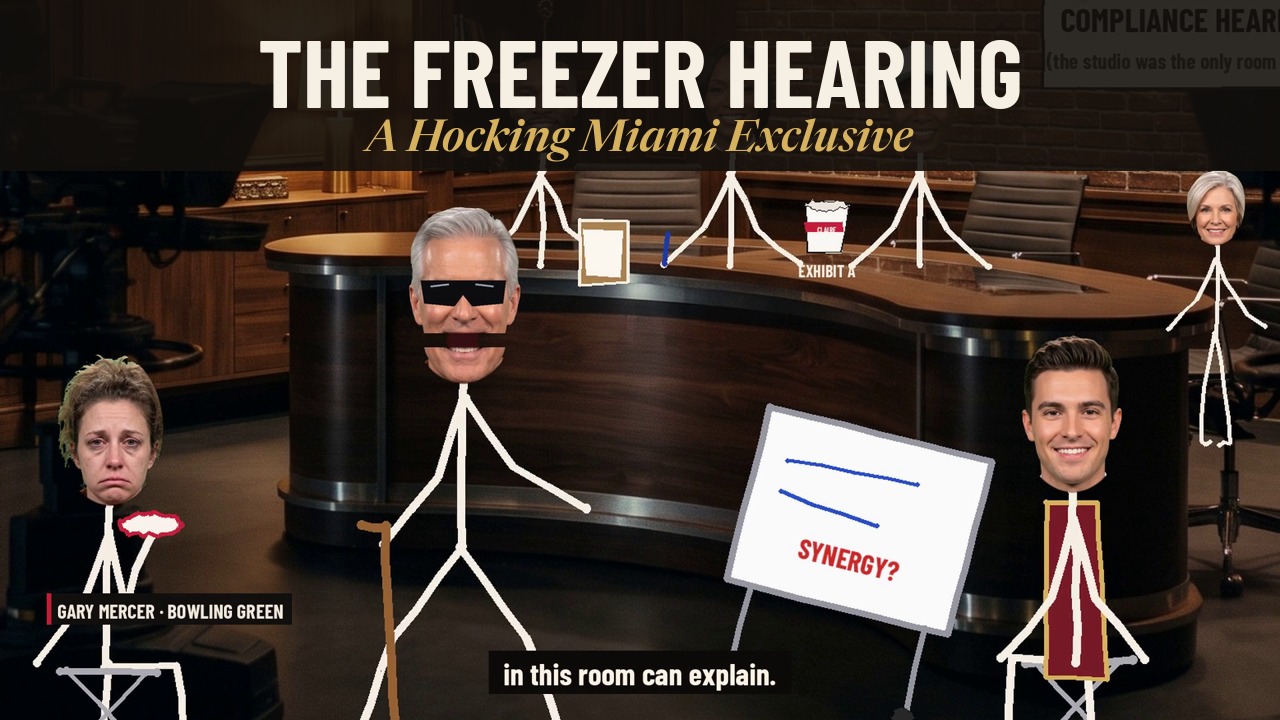 COMPLIANCE HEAR
(the studio was the only room
THE FREEZER HEARING
A Hocking Miami Exclusive
CLAIRE
EXHIBIT A
SYNERGY?
GARY MERCER · BOWLING GREEN
in this room can explain.